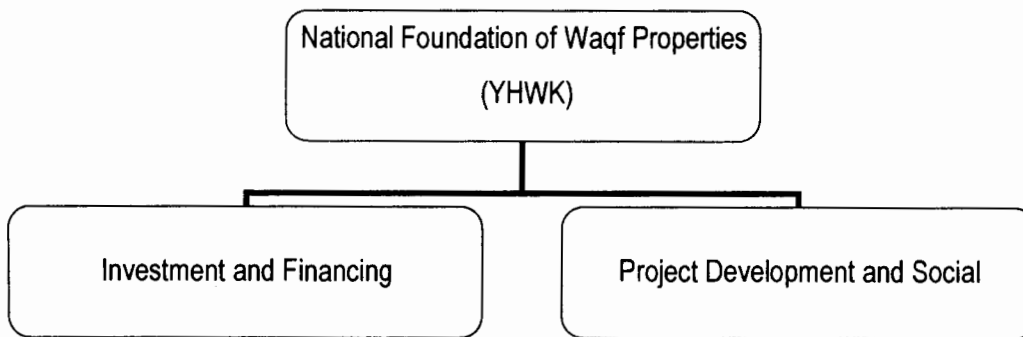 National Foundation of Waqf Properties
(YHWK)
Investment and Financing
Project Development and Social